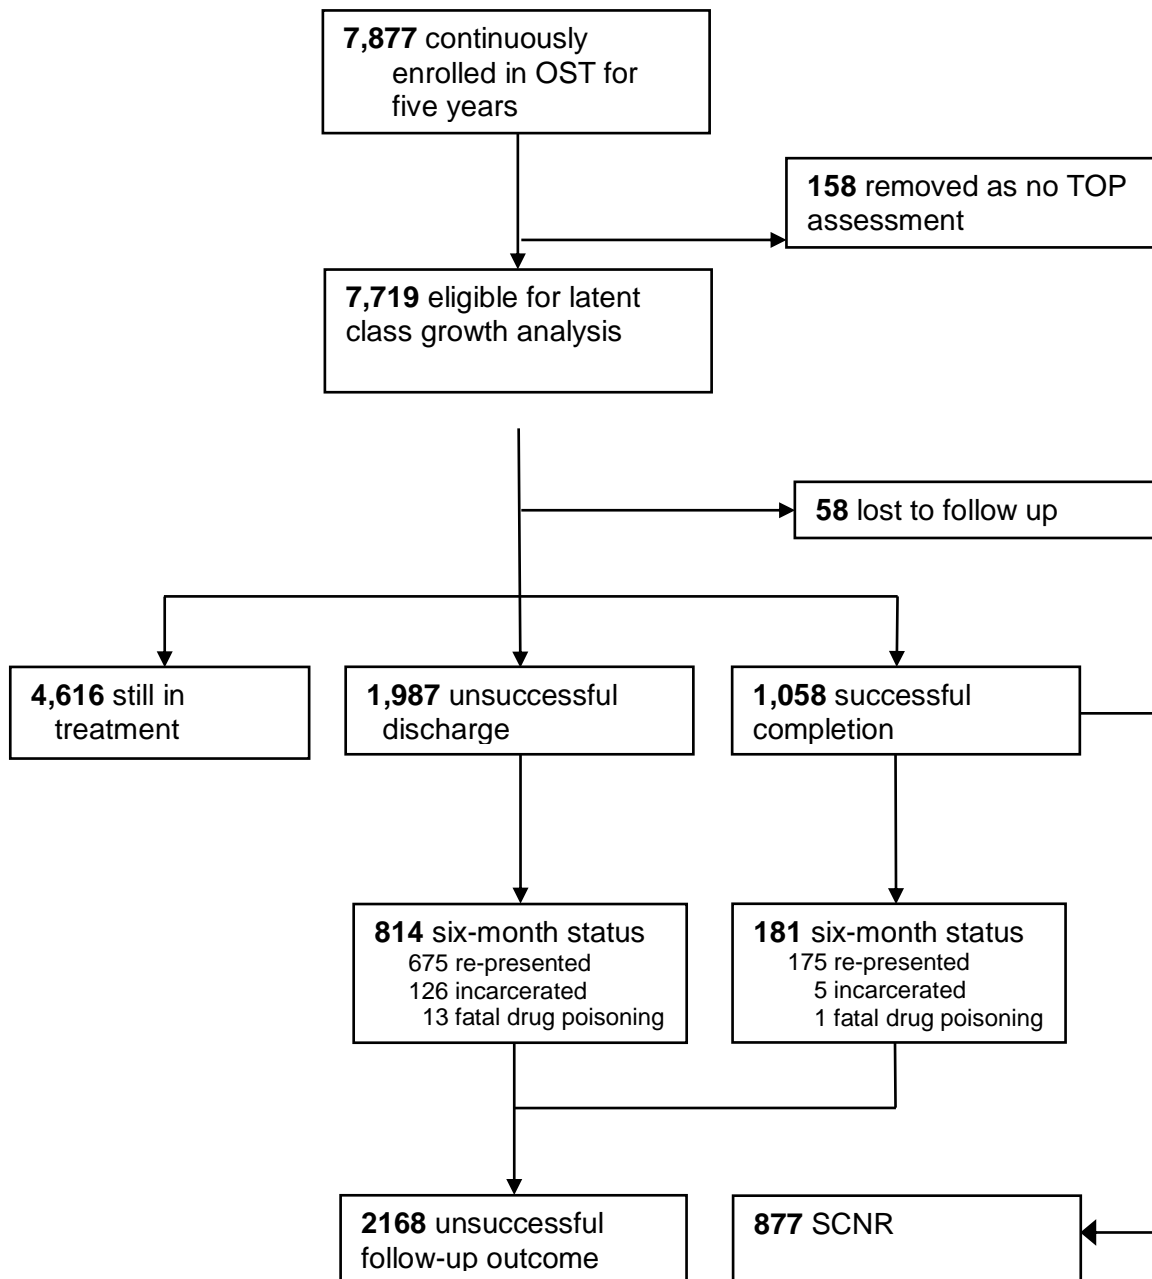 7,877 continuously
enrolled in OST for
five years
158 removed as no TOP
assessment
7,719 eligible for latent
class growth analysis
58 lost to follow up
4,616 still in
treatment
1,987 unsuccessful
discharge
1,058 successful
completion
814 six-month status
675 re-presented
126 incarcerated
13 fatal drug poisoning
181 six-month status
175 re-presented
5 incarcerated
1 fatal drug poisoning
2168 unsuccessful
follow-up outcome
877 SCNR